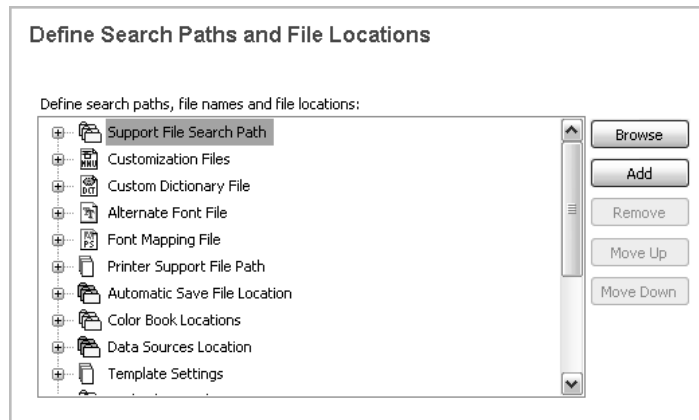 Define Search Paths and File Locations
Define search paths, file names and file locations:
Support File Search Path
Customization Files
Custom Dictionary File
Alternate Font File
Font Mapping File
Printer Support File Path
Automatic Save File Location
Color Book Locations
Data Sources Location
Template Settings
Browse
Add
Remove
Move Up
Move Down